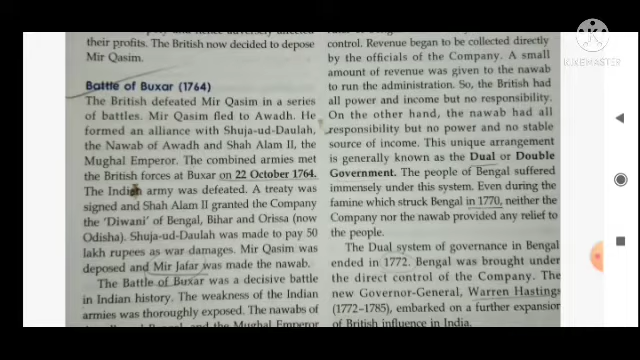 their profits. The British now decided to depose
Mir Qasim.
Battle of Buxar (1764)
The British defeated Mir Qasim in a series
of battles. Mir Qasim fled to Awadh. He
formed an alliance with Shuja-ud-Daulah,
the Nawab of Awadh and Shah Alam II, the
Mughal Emperor. The combined armies met
the British forces at Buxar on 22 October 1764.
The Indian army was defeated. A treaty was
signed and Shah Alam II granted the Company
the 'Diwani' of Bengal, Bihar and Orissa (now
Odisha). Shuja-ud-Daulah was made to pay 50
lakh rupees as war damages. Mir Qasim was
deposed and Mir Jafar was made the nawab.
The Battle of Buxar was a decisive battle
in Indian history. The weakness of the Indian
armies was thoroughly exposed. The nawabs of
and the Mughal Emperor
control. Revenue began to be collected directly
by the officials of the Company. A small
amount of revenue was given to the nawab
to run the administration. So, the British had
all power and income but no responsibility.
On the other hand, the nawab had all
responsibility but no power and no stable
source of income. This unique arrangement
is generally known as the Dual or Double
Government. The people of Bengal suffered
immensely under this system. Even during the
famine which struck Bengal in 1770, neither the
Company nor the nawab provided any relief to
the people.
The Dual system of governance in Bengal
ended in 1772. Bengal was brought under
the direct control of the Company. The
new Governor-General, Warren Hastings
(1772-1785), embarked on a further expansion
of British influence in India.
KINEMASTER